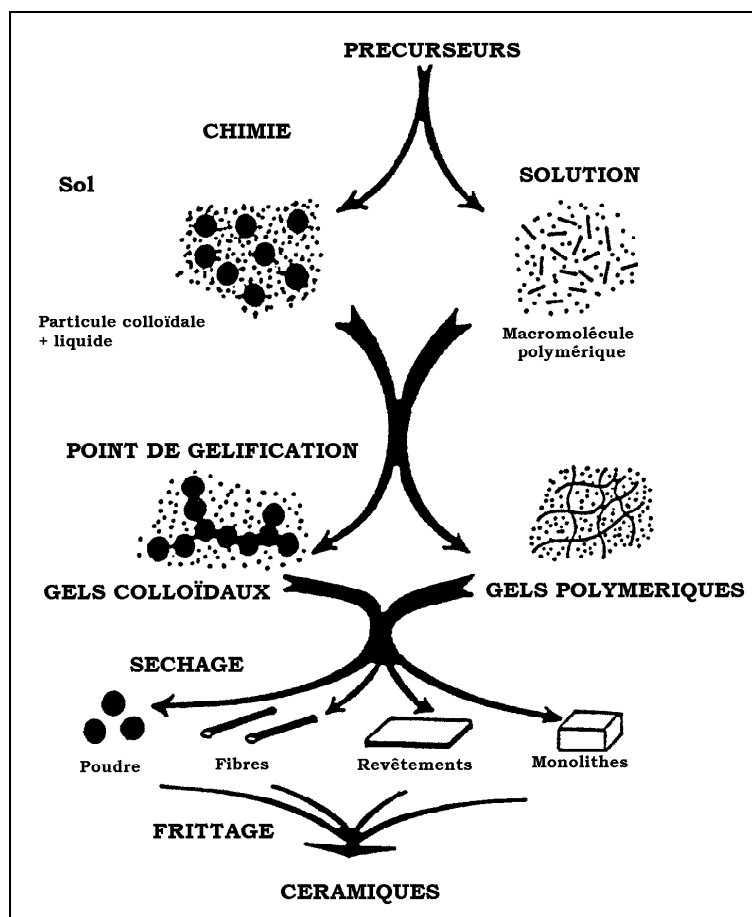 PRECURSEURS
CHIMIE
Sol
SOLUTION
Particule colloïdale
+ liquide
Macromolécule
polymérique
POINT DE GELIFICATION
GELS COLLOÏDAUX
GELS POLYMERIQUES
SECHAGE
Poudre
Fibres
Revêtements
Monolithes
FRITTAGE
CERAMIQUES